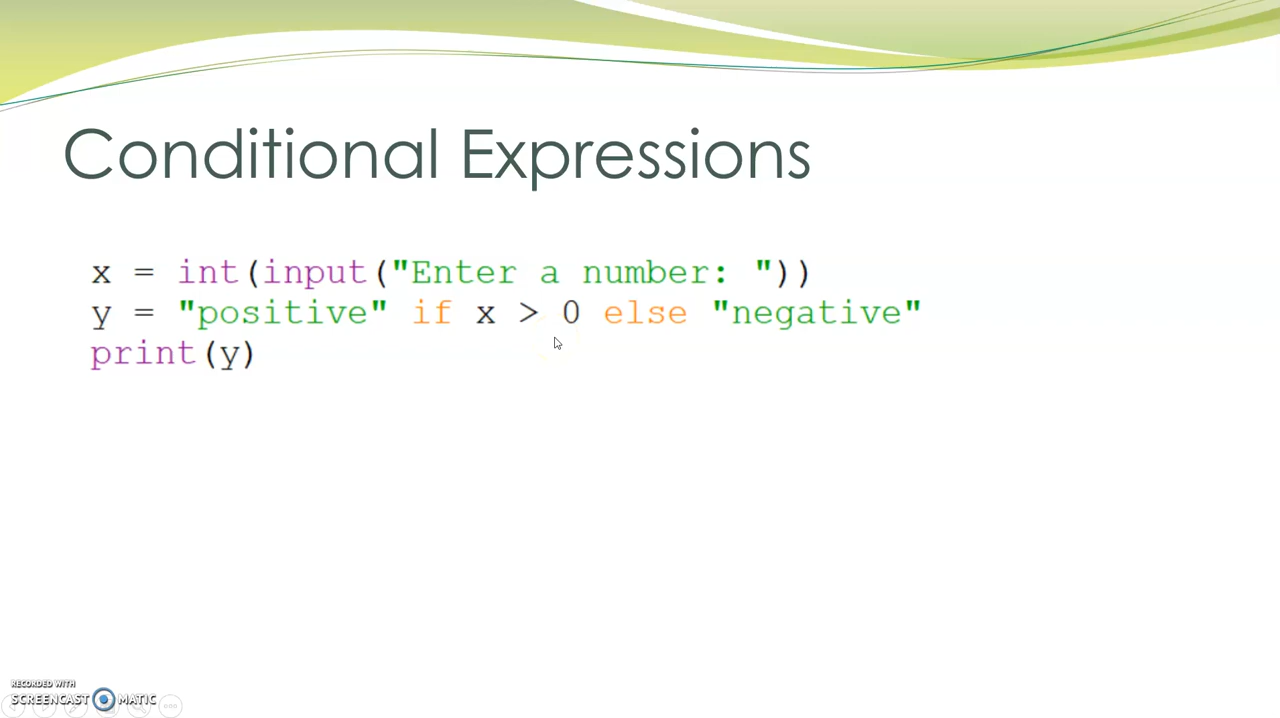 Conditional Expressions
x = int(input("Enter a number: "))
y = "positive" if x > 0 else "negative"
print(y)
RECORDED WITH
SCREENCAST MATIC